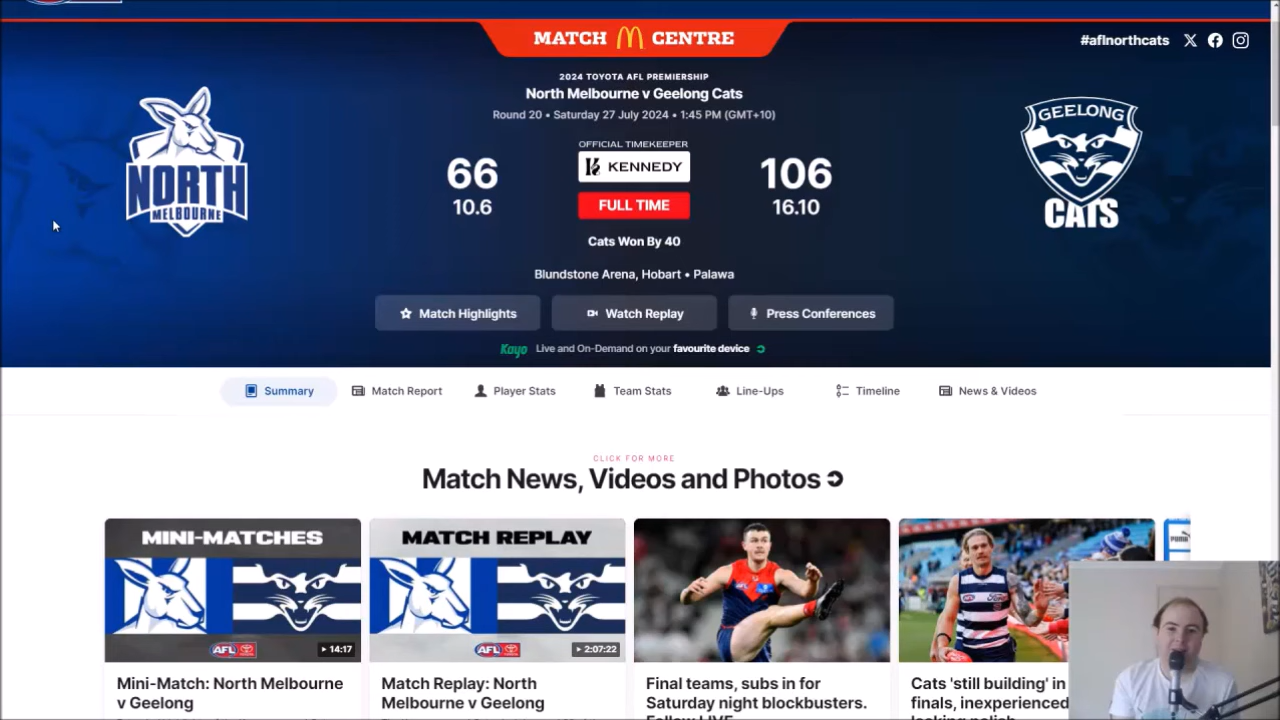 MATCH CENTRE
#aflnorthcats
2024 TOYOTA AFL PREMIERSHIP
North Melbourne v Geelong Cats
Round 20 • Saturday 27 July 2024 • 1:45 PM (GMT+10)
NORTH
MELBOURNE
66
10.6
OFFICIAL TIMEKEEPER
KENNEDY
FULL TIME
106
16.10
GEELONG
CATS
Cats Won By 40
Blundstone Arena, Hobart • Palawa
Match Highlights
Watch Replay
Press Conferences
Kayo Live and On-Demand on your favourite device
Summary
Match Report
Player Stats
Team Stats
Line-Ups
Timeline
News & Videos
CLICK FOR MORE
Match News, Videos and Photos
MINI-MATCHES
AFL
14:17
MATCH REPLAY
AFL
2:07:22
PUMA
Mini-Match: North Melbourne
v Geelong
Match Replay: North
Melbourne v Geelong
Final teams, subs in for
Saturday night blockbusters.
Follow LIVE
Cats 'still building' in
finals, inexperienced